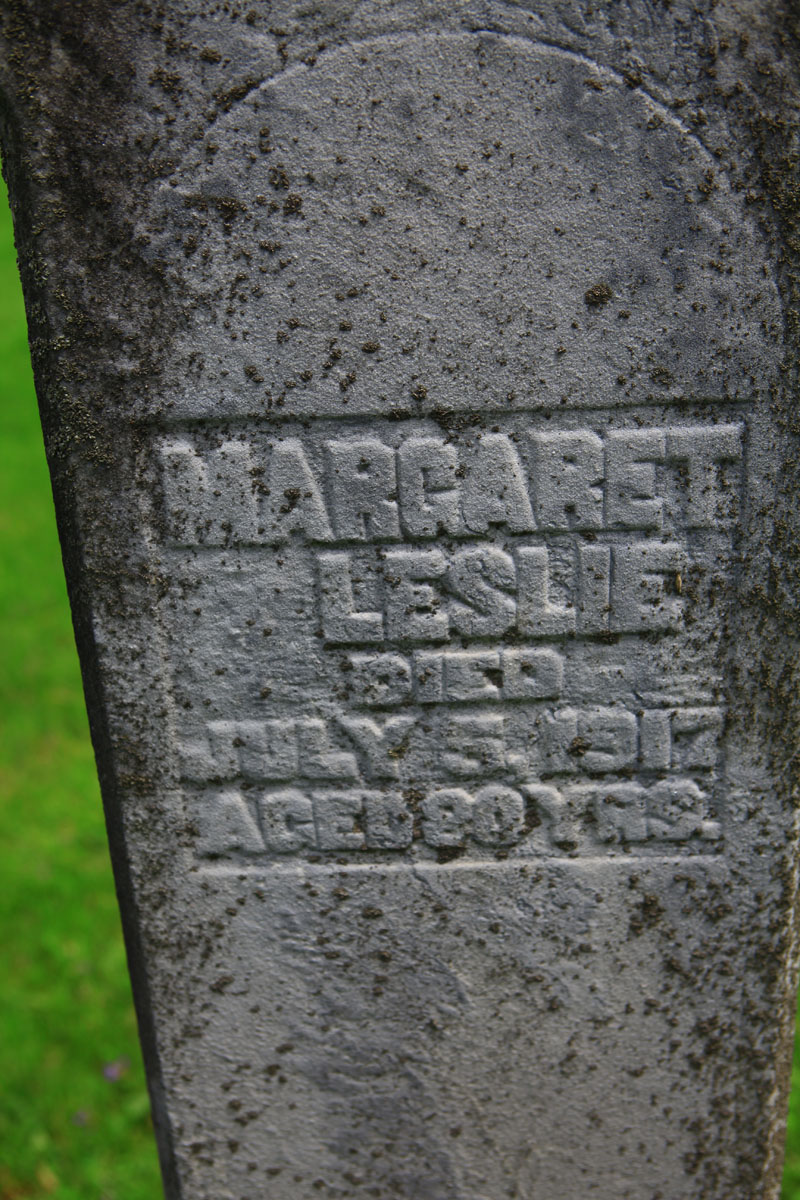 MARGARET
LESLIE
DIED
JULY 5, 1917
AGED 80 YRS.